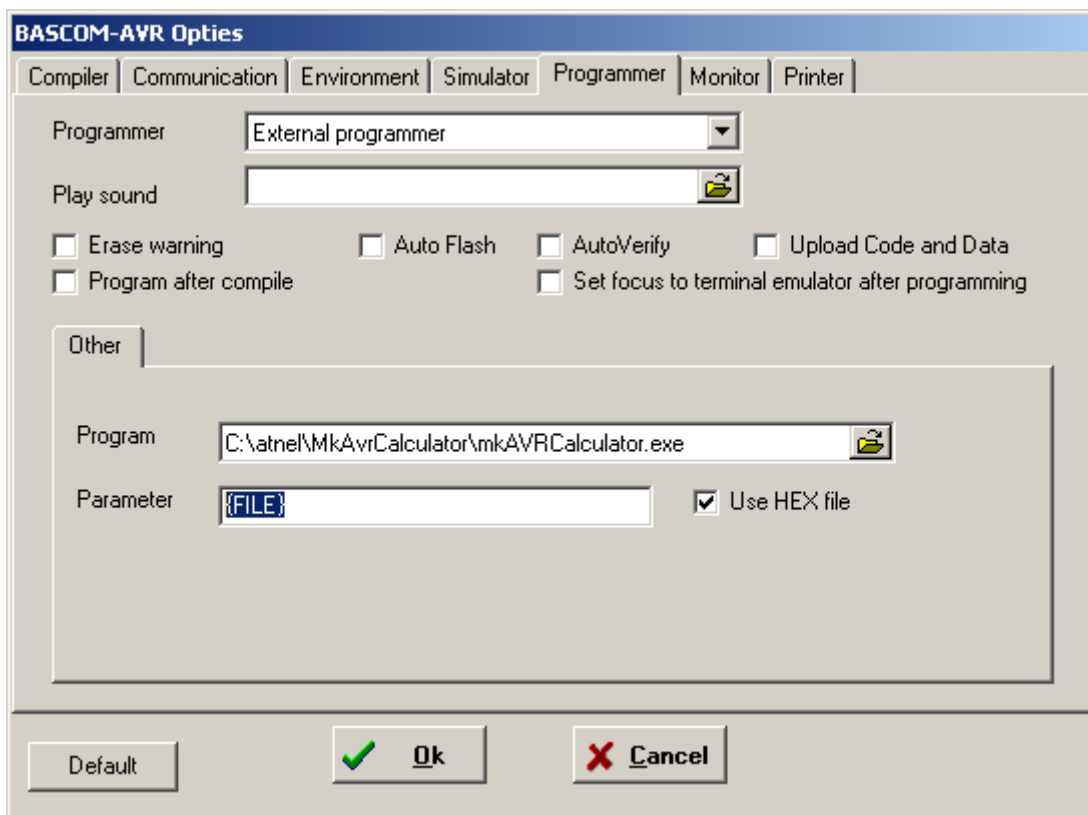 BASCOM-AVR Opties
Compiler Communication Environment Simulator Programmer Monitor Printer
Programmer External programmer
Play sound
Erase warning Auto Flash AutoVerify Upload Code and Data
Program after compile Set focus to terminal emulator after programming
Other
Program C:\atnel\MkAvrCalculator\mkAVRCalculator.exe
Parameter {FILE} Use HEX file
Default Ok Cancel